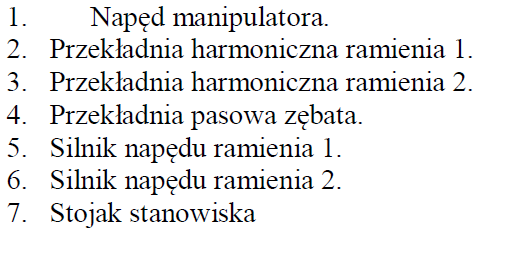 1. Napęd manipulatora.
2. Przekładnia harmoniczna ramienia 1.
3. Przekładnia harmoniczna ramienia 2.
4. Przekładnia pasowa zębata.
5. Silnik napędu ramienia 1.
6. Silnik napędu ramienia 2.
7. Stojak stanowiska